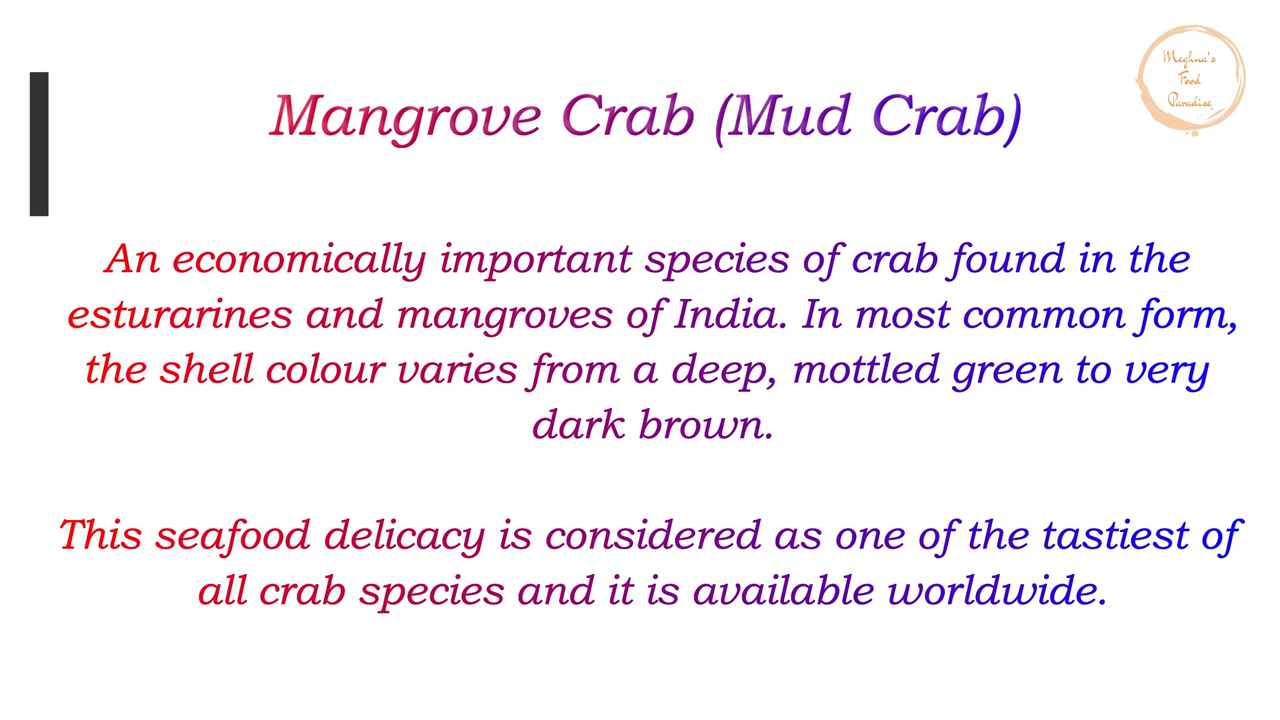 Meghna's
Food
Paradise
Mangrove Crab (Mud Crab)
An economically important species of crab found in the
esturarines and mangroves of India. In most common form,
the shell colour varies from a deep, mottled green to very
dark brown.
This seafood delicacy is considered as one of the tastiest of
all crab species and it is available worldwide.